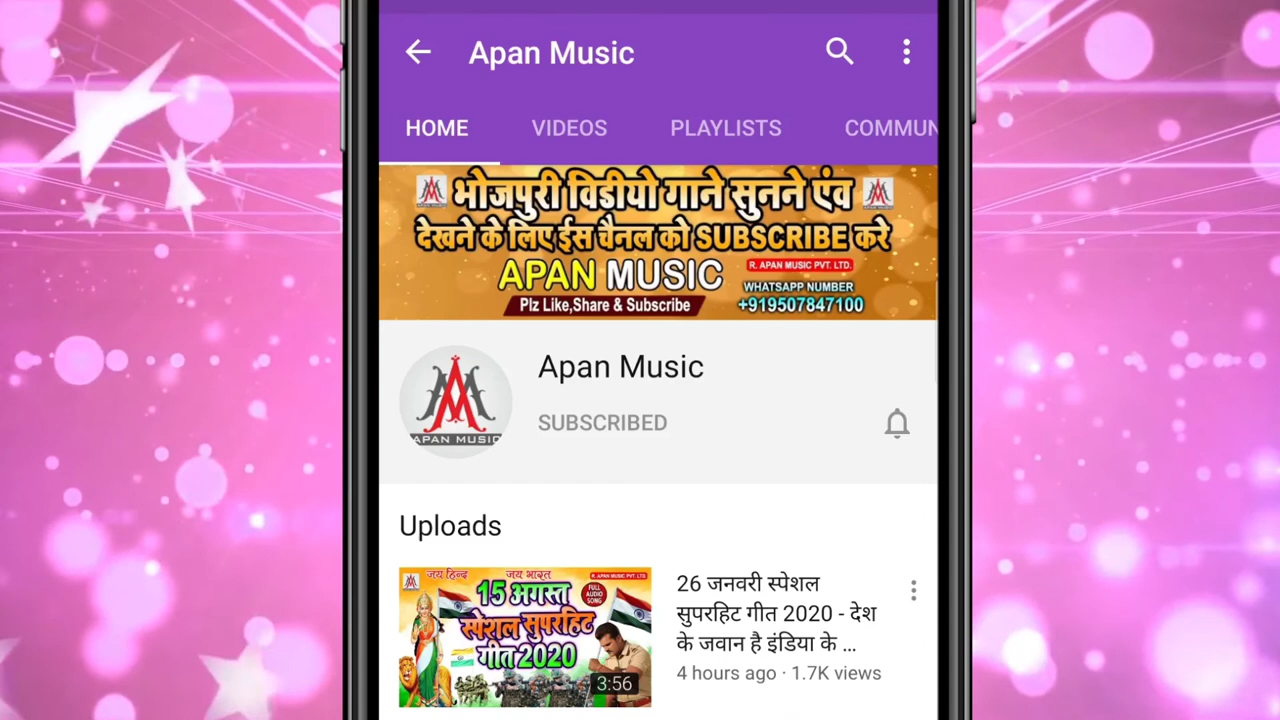 Apan Music
HOME VIDEOS PLAYLISTS COMMUN
भोजपुरी विडीयो गाने सुनने एंव
देखने के लिए ईस चैनल को SUBSCRIBE करे
APAN MUSIC
R. APAN MUSIC PVT. LTD.
WHATSAPP NUMBER
+919507847100
Plz Like,Share & Subscribe
Apan Music
SUBSCRIBED
APAN MUSIC
Uploads
जय हिन्द जय भारत
R. APAN MUSIC PVT. LTD
15 अगस्त
FULL
AUDIO
SONG
स्पेशल सुपरहिट
गीत 2020
3:56
26 जनवरी स्पेशल
सुपरहिट गीत 2020 - देश
के जवान है इंडिया के ...
4 hours ago · 1.7K views